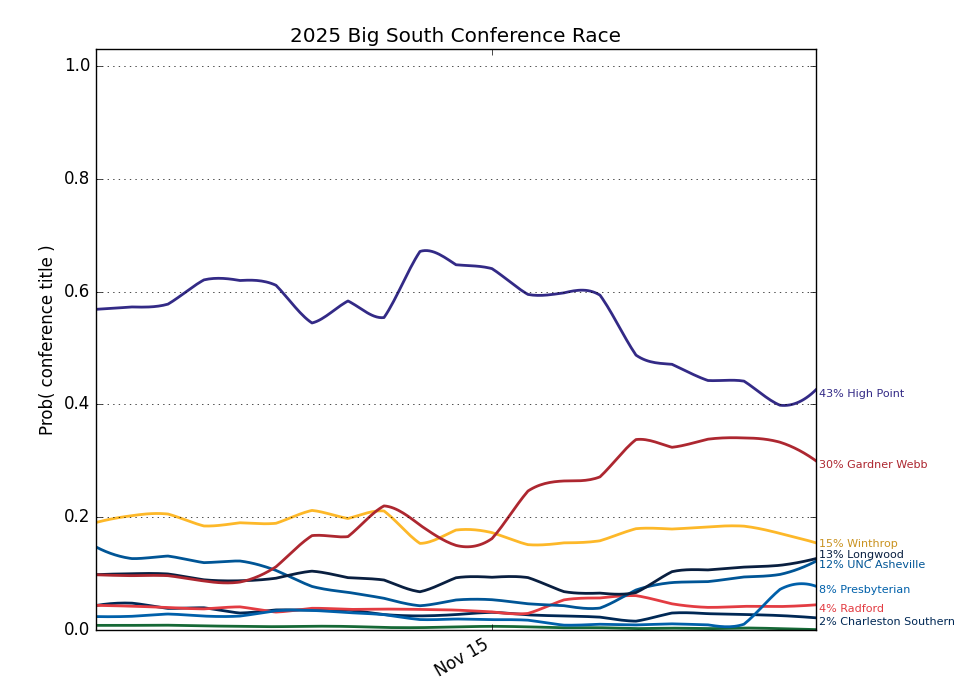 2025 Big South Conference Race
1.0
0.8
0.6
0.4
0.2
0.0
Prob( conference title )
Nov 15
43% High Point
30% Gardner Webb
15% Winthrop
13% Longwood
12% UNC Asheville
8% Presbyterian
4% Radford
2% Charleston Southern